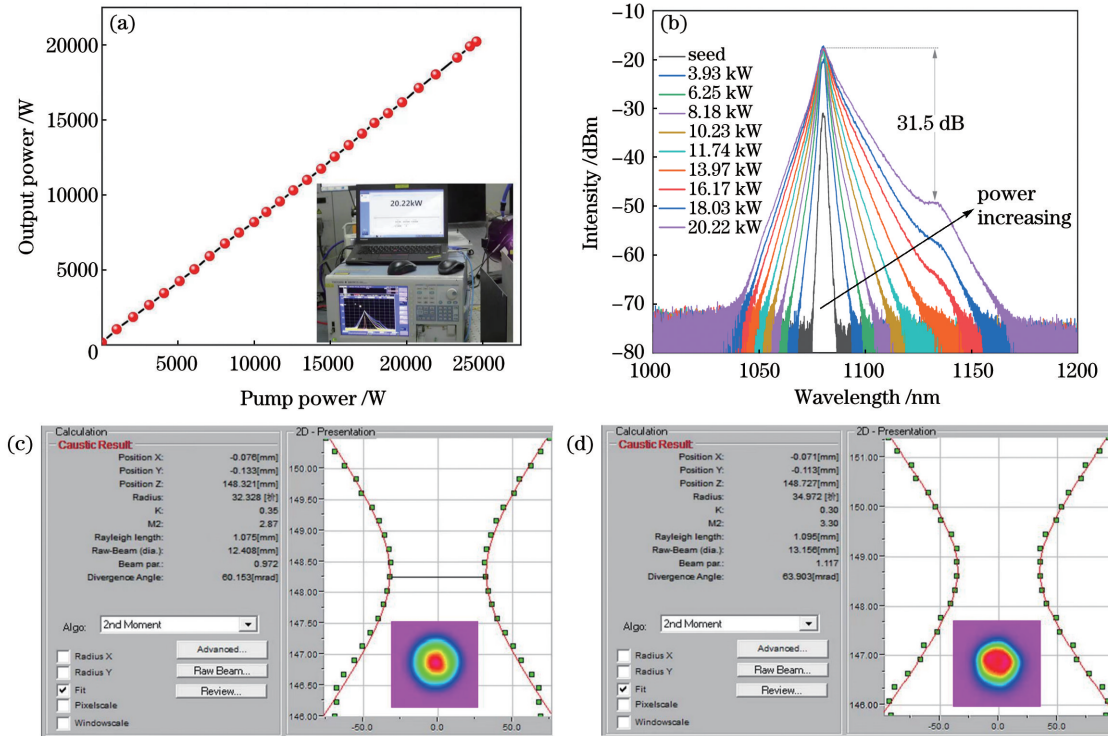 (a)
20000
15000
10000
5000
0
Output power /W
5000
10000
15000
20000
25000
Pump power /W
20.22kW
(b)
-10
-20
-30
-40
-50
-60
-70
-80
Intensity /dBm
seed
3.93 kW
6.25 kW
8.18 kW
10.23 kW
11.74 kW
13.97 kW
16.17 kW
18.03 kW
20.22 kW
31.5 dB
power
increasing
1000
1050
1100
1150
1200
Wavelength /nm
(c)
Calculation
Caustic Result:
Position X: -0.076[mm]
Position Y: -0.133[mm]
Position Z: 148.321[mm]
Radius: 32.328 [祄]
K: 0.35
M2: 2.87
Rayleigh length: 1.075[mm]
Raw-Beam (dia.): 12.408[mm]
Beam par.: 0.972
Divergence Angle: 60.153[mrad]
Algo: 2nd Moment
Radius X
Radius Y
Fit
Pixelscale
Windowscale
Advanced...
Raw Beam...
Review...
2D - Presentation
150.00
149.50
149.00
148.50
148.00
147.50
147.00
146.50
146.00
-50.0
0.0
50.0
(d)
Calculation
Caustic Result:
Position X: -0.071[mm]
Position Y: -0.113[mm]
Position Z: 148.727[mm]
Radius: 34.972 [祄]
K: 0.30
M2: 3.30
Rayleigh length: 1.095[mm]
Raw-Beam (dia.): 13.156[mm]
Beam par.: 1.117
Divergence Angle: 63.903[mrad]
Algo: 2nd Moment
Radius X
Radius Y
Fit
Pixelscale
Windowscale
Advanced...
Raw Beam...
Review...
2D - Presentation
151.00
150.00
149.00
148.00
147.00
146.00
-50.0
0.0
50.0